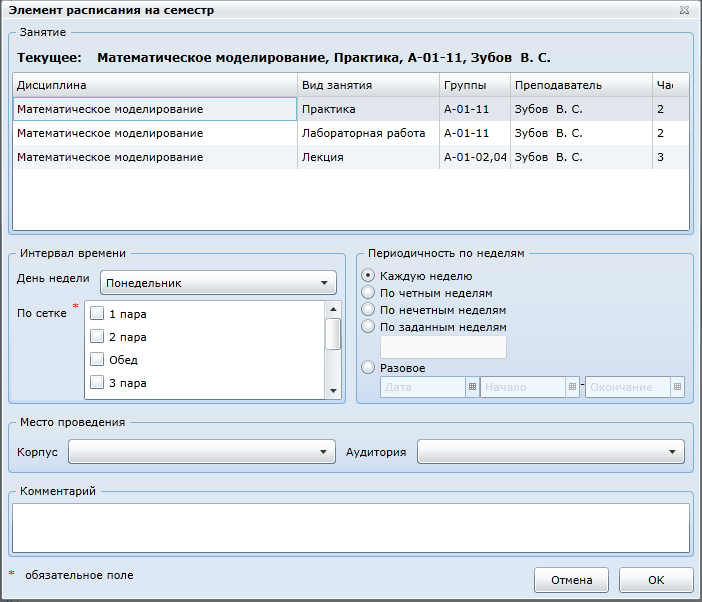 Элемент расписания на семестр
Занятие
Текущее: Математическое моделирование, Практика, А-01-11, Зубов В. С.
Дисциплина Вид занятия Группы Преподаватель Час
Математическое моделирование Практика А-01-11 Зубов В. С. 2
Математическое моделирование Лабораторная работа А-01-11 Зубов В. С. 2
Математическое моделирование Лекция А-01-02,04 Зубов В. С. 3
Интервал времени
День недели Понедельник
По сетке *
1 пара
2 пара
Обед
3 пара
Периодичность по неделям
Каждую неделю
По четным неделям
По нечетным неделям
По заданным неделям
Разовое
Дата Начало - Окончание
Место проведения
Корпус Аудитория
Комментарий
* обязательное поле
Отмена OK